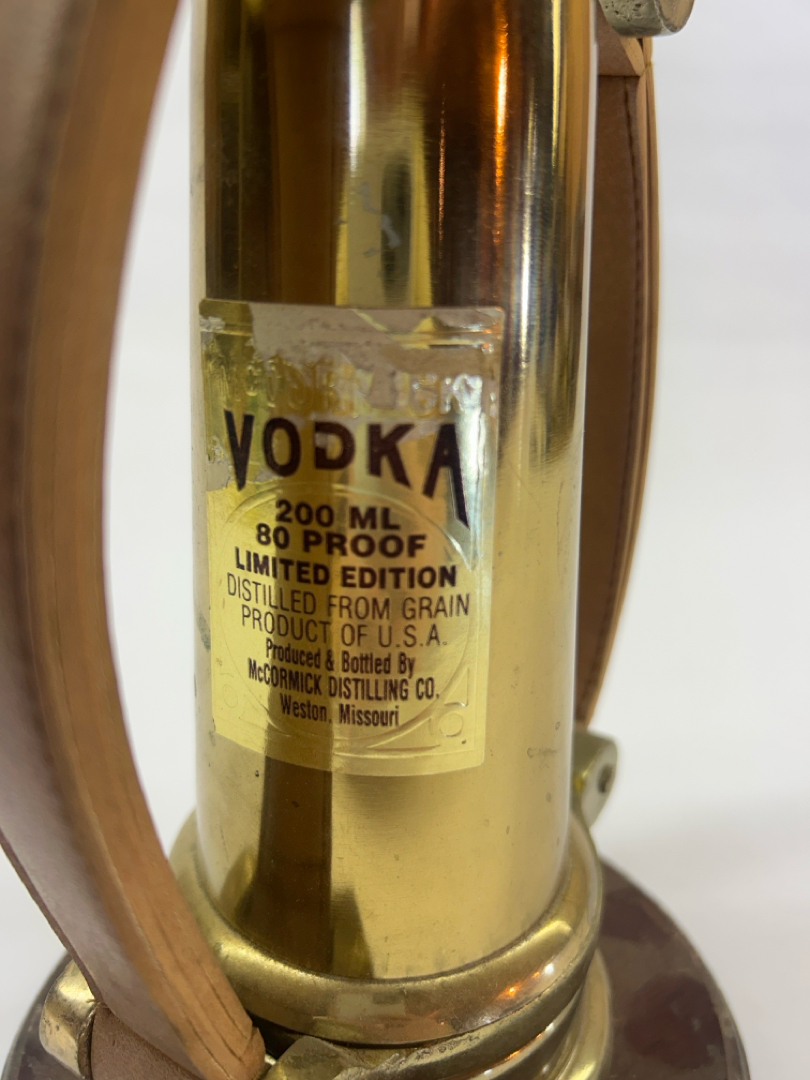 VODKA
200 ML
80 PROOF
LIMITED EDITION
DISTILLED FROM GRAIN
PRODUCT OF U.S.A.
Produced & Bottled By
McCORMICK DISTILLING CO.
Weston, Missouri